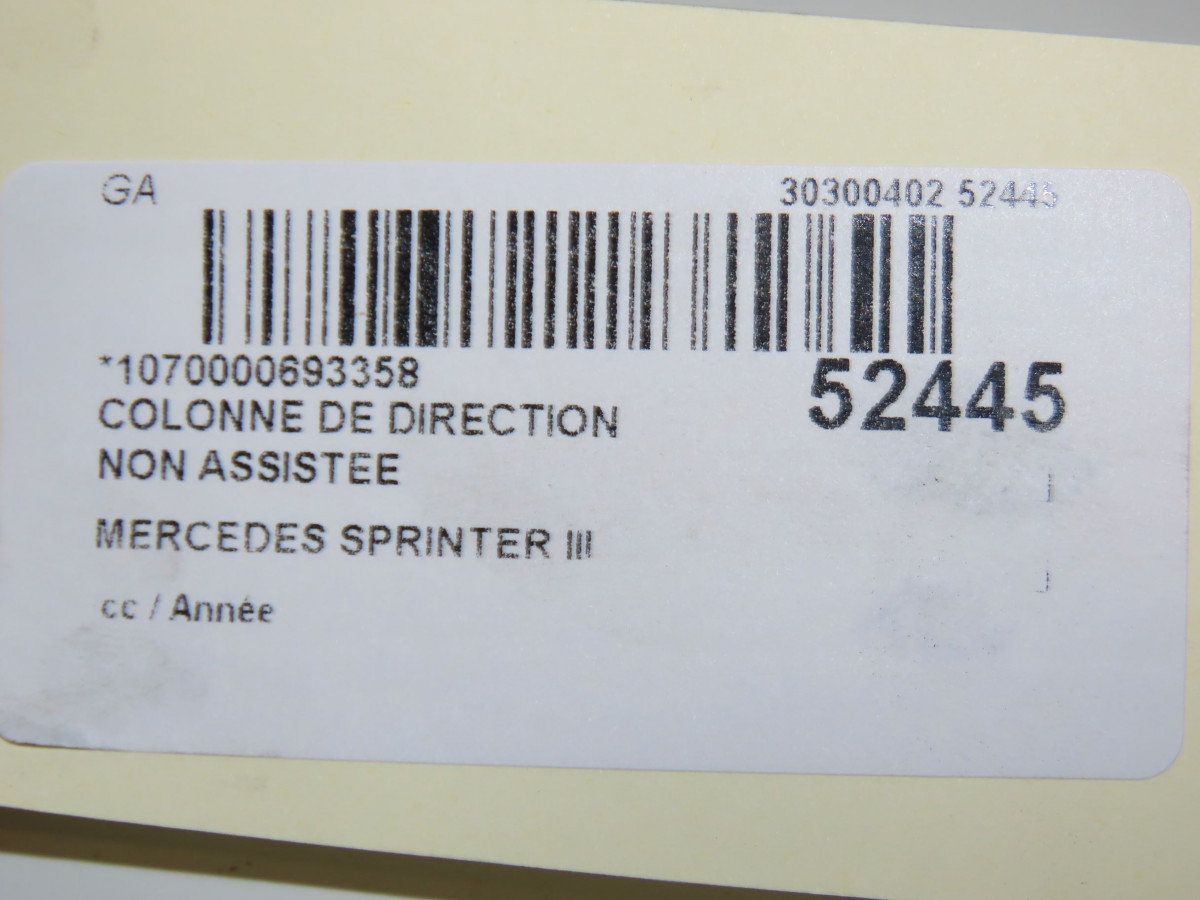 GA 30300402 52445
*1070000693358
52445
COLONNE DE DIRECTION
NON ASSISTEE
MERCEDES SPRINTER III
cc / Année